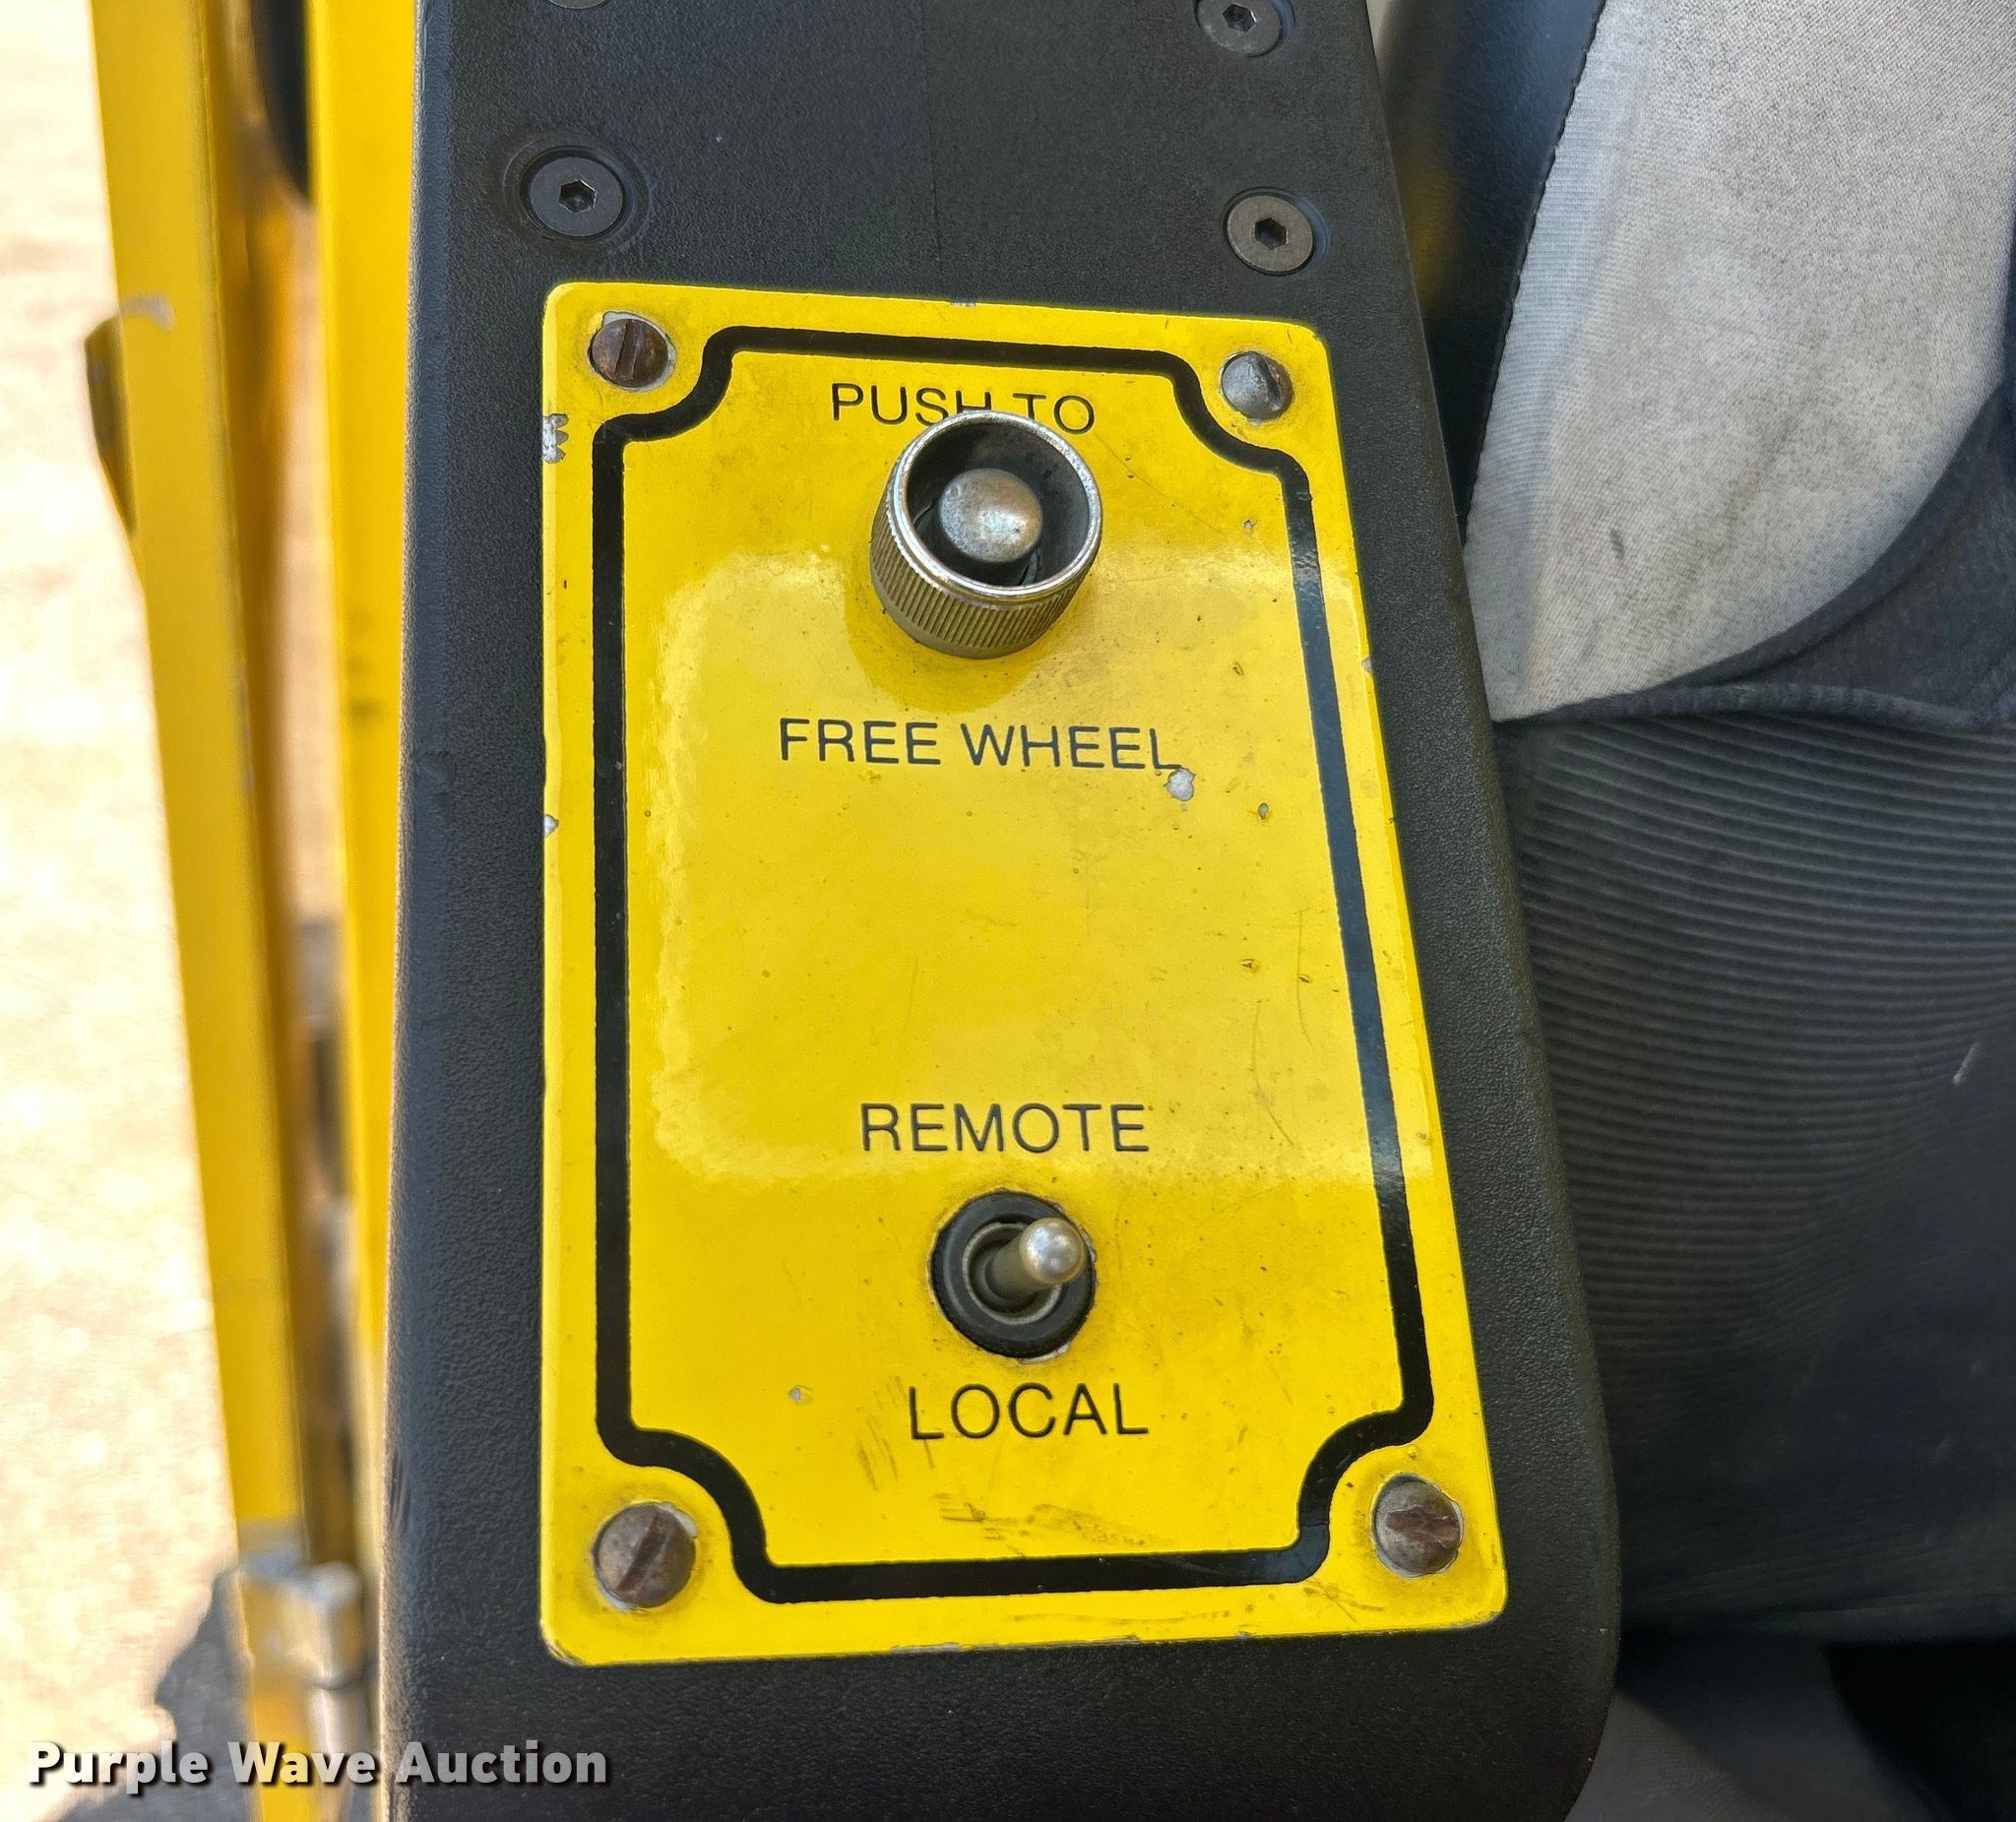 PUSH TO
FREE WHEEL
REMOTE
LOCAL
Purple Wave Auction